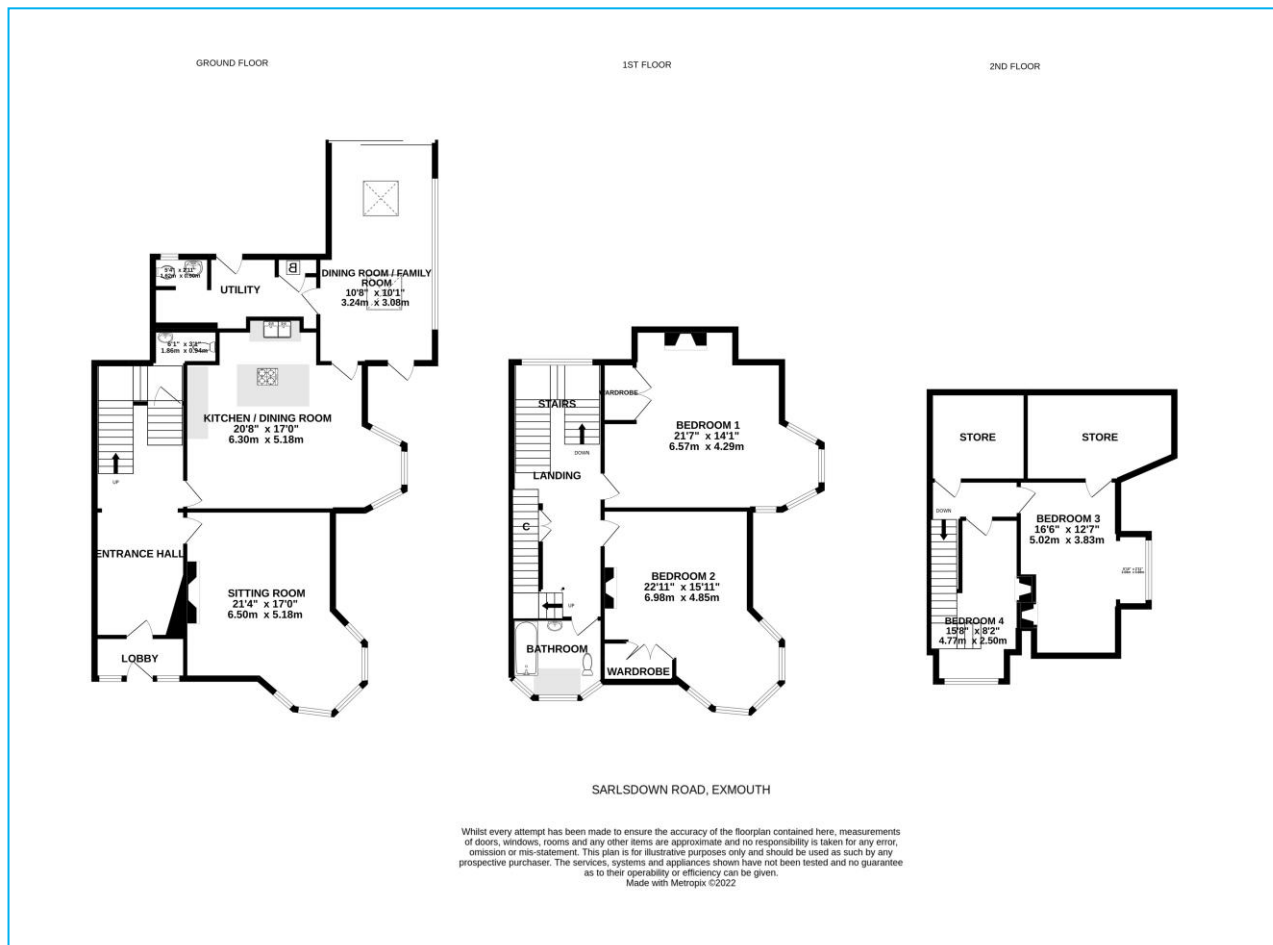 GROUND FLOOR
1ST FLOOR
2ND FLOOR
5'4" x 2'11"
1.62m x 0.90m
UTILITY
B
DINING ROOM / FAMILY
ROOM
10'8" x 10'1"
3.24m x 3.08m
6'1" x 3'1"
1.86m x 0.94m
KITCHEN / DINING ROOM
20'8" x 17'0"
6.30m x 5.18m
UP
ENTRANCE HALL
SITTING ROOM
21'4" x 17'0"
6.50m x 5.18m
LOBBY
STAIRS
WARDROBE
BEDROOM 1
21'7" x 14'1"
6.57m x 4.29m
DOWN
LANDING
C
BEDROOM 2
22'11" x 15'11"
6.98m x 4.85m
UP
BATHROOM
WARDROBE
STORE
STORE
DOWN
BEDROOM 3
16'6" x 12'7"
5.02m x 3.83m
BEDROOM 4
15'8" x 8'2"
4.77m x 2.50m
SARLSDOWN ROAD, EXMOUTH
Whilst every attempt has been made to ensure the accuracy of the floorplan contained here, measurements
of doors, windows, rooms and any other items are approximate and no responsibility is taken for any error,
omission or mis-statement. This plan is for illustrative purposes only and should be used as such by any
prospective purchaser. The services, systems and appliances shown have not been tested and no guarantee
as to their operability or efficiency can be given.
Made with Metropix ©2022